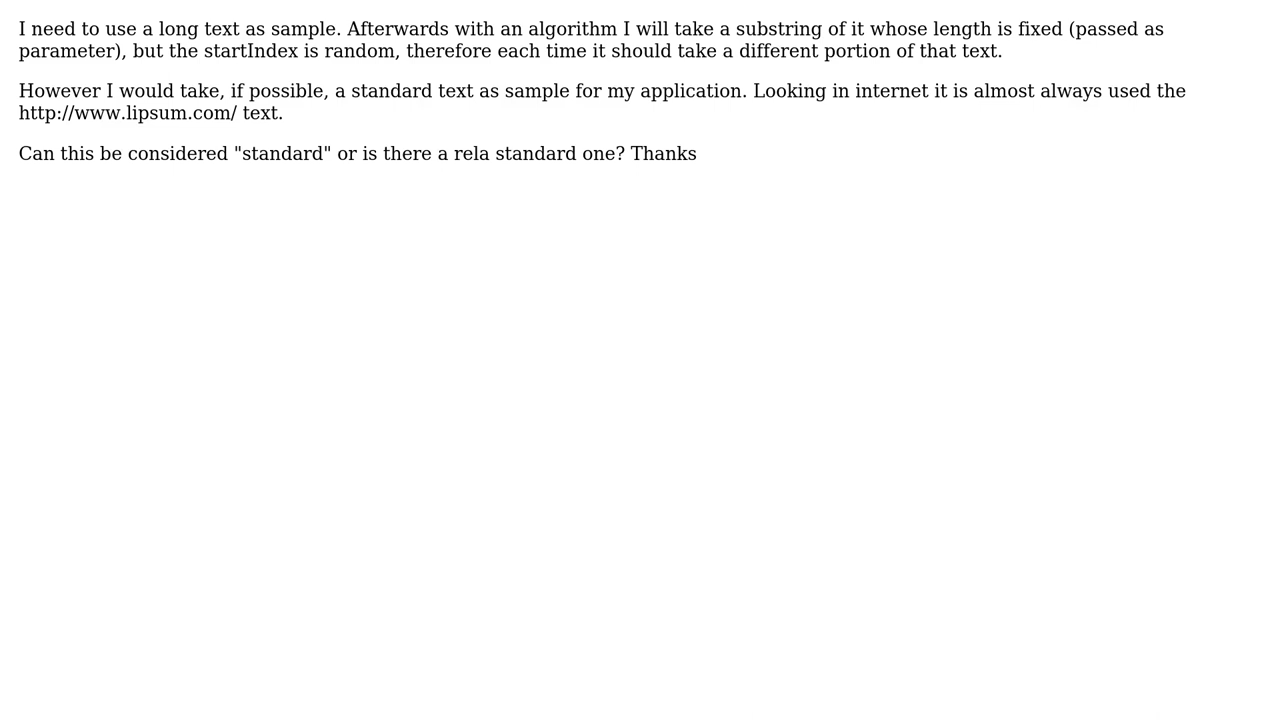 I need to use a long text as sample. Afterwards with an algorithm I will take a substring of it whose length is fixed (passed as
parameter), but the startIndex is random, therefore each time it should take a different portion of that text.
However I would take, if possible, a standard text as sample for my application. Looking in internet it is almost always used the
http://www.lipsum.com/ text.
Can this be considered "standard" or is there a rela standard one? Thanks